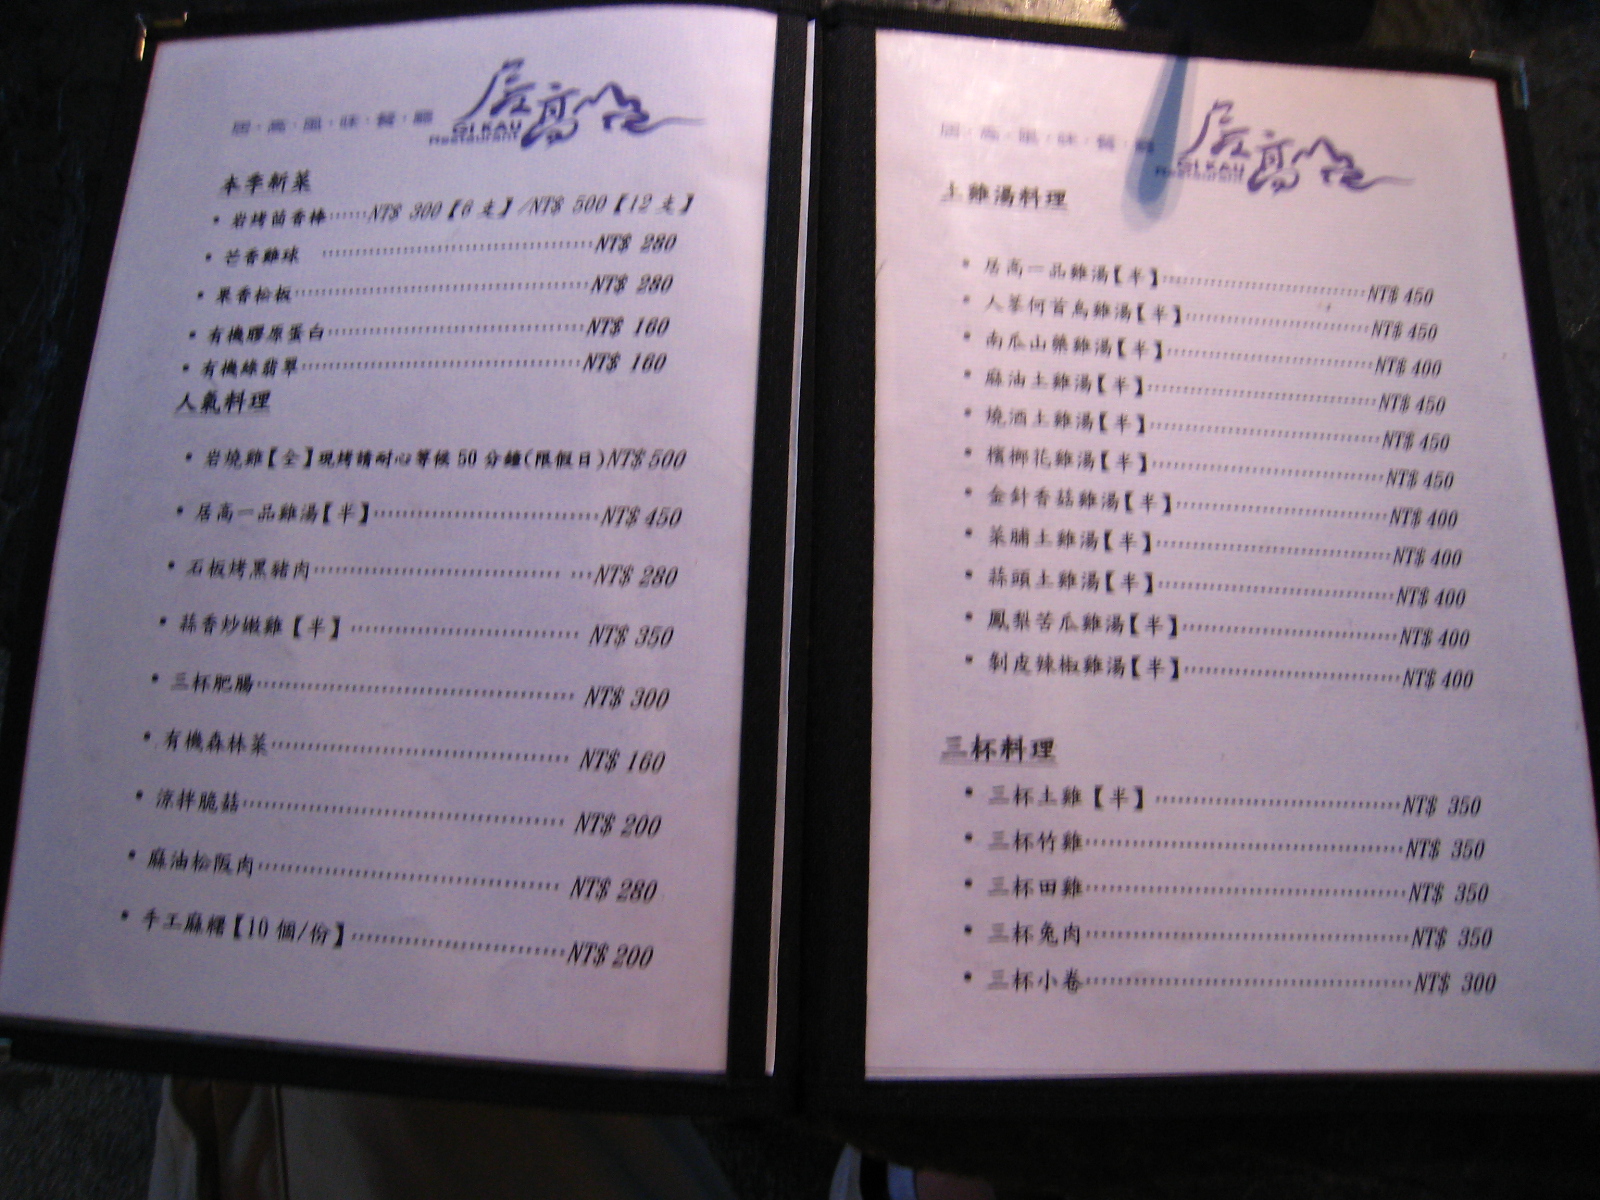 居·高·風·味·餐·廳
居高臨
GI KAU
Restaurant
本季新菜
• 岩烤茴香棒······NT$ 300【6 支】/NT$ 500【12 支】
• 芒香雞球 ······NT$ 280
• 果香松板······NT$ 280
• 有機膠原蛋白······NT$ 160
• 有機綠翡翠······NT$ 160
人氣料理
• 岩燒雞【全】現烤請耐心等候 50 分鐘(限假日)NT$500
• 居高一品雞湯【半】······NT$ 450
• 石板烤黑豬肉······NT$ 280
• 蒜香炒嫩雞【半】······NT$ 350
• 三杯肥腸······NT$ 300
• 有機森林菜······NT$ 160
• 涼拌脆菇······NT$ 200
• 麻油松阪肉······NT$ 280
• 手工麻糬【10 個/份】······NT$ 200
居·高·風·味·餐·廳
居高
GI KAU
Restaurant
土雞湯料理
• 居高一品雞湯【半】······NT$ 450
• 人蔘何首烏雞湯【半】······NT$ 450
• 南瓜山藥雞湯【半】······NT$ 400
• 麻油土雞湯【半】······NT$ 450
• 燒酒土雞湯【半】······NT$ 450
• 檳榔花雞湯【半】······NT$ 450
• 金針香菇雞湯【半】······NT$ 400
• 菜脯土雞湯【半】······NT$ 400
• 蒜頭土雞湯【半】······NT$ 400
• 鳳梨苦瓜雞湯【半】······NT$ 400
• 剝皮辣椒雞湯【半】······NT$ 400
三杯料理
• 三杯土雞【半】······NT$ 350
• 三杯竹雞······NT$ 350
• 三杯田雞······NT$ 350
• 三杯兔肉······NT$ 350
• 三杯小卷······NT$ 300